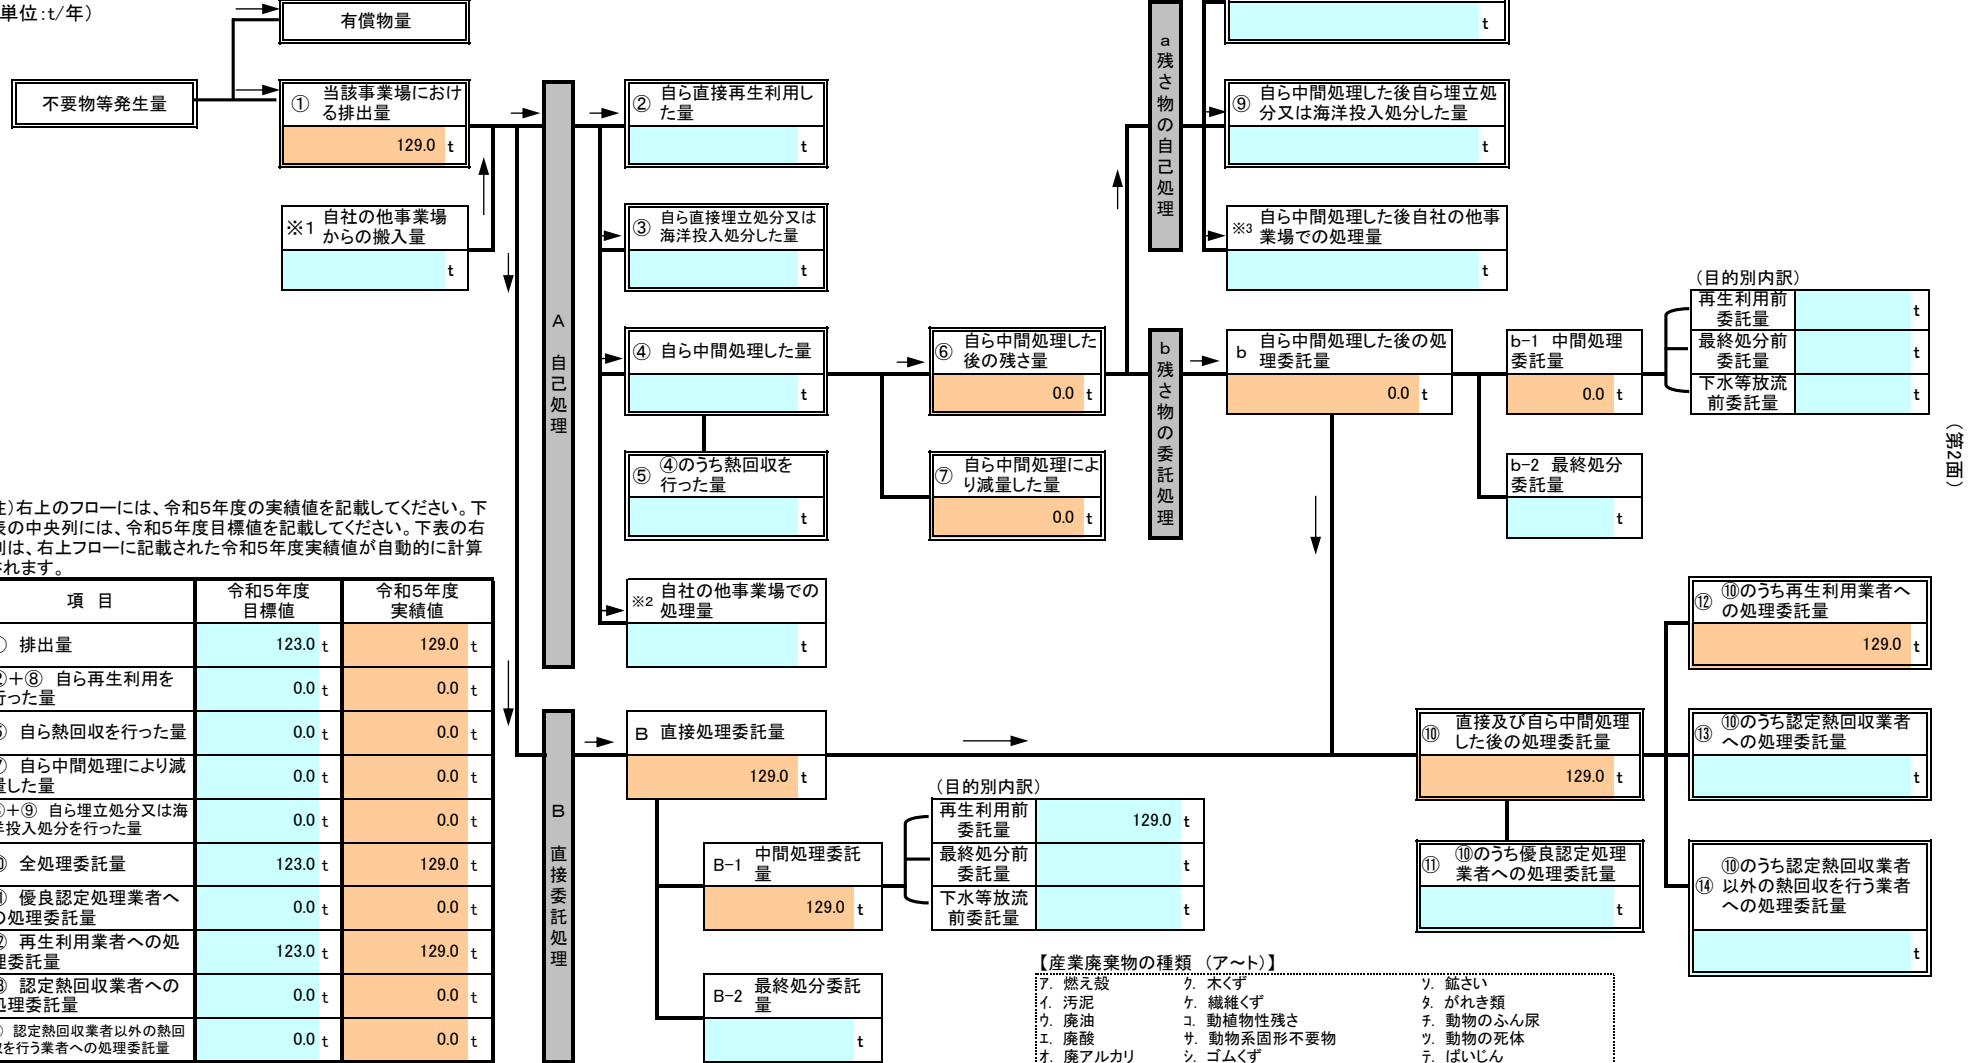 単位:t/年）
有償物量
t
不要物等発生量
① 当該事業場におけ
る排出量
129.0 t
※1 自社の他事業場
からの搬入量
t
A 自己処理
② 自ら直接再生利用し
た量
t
③ 自ら直接埋立処分又は
海洋投入処分した量
t
④ 自ら中間処理した量
t
⑤ ④のうち熱回収を
行った量
t
※2 自社の他事業場での
処理量
t
⑥ 自ら中間処理した
後の残さ量
0.0 t
⑦ 自ら中間処理によ
り減量した量
0.0 t
a 残さ物の自己処理
⑨ 自ら中間処理した後自ら埋立処
分又は海洋投入処分した量
t
※3 自ら中間処理した後自社の他事
業場での処理量
t
b 残さ物の委託処理
b 自ら中間処理した後の処
理委託量
0.0 t
b-1 中間処理
委託量
0.0 t
b-2 最終処分
委託量
t
（目的別内訳）
再生利用前
委託量
t
最終処分前
委託量
t
下水等放流
前委託量
t
（第2面）
）右上のフローには、令和5年度の実績値を記載してください。下
表の中央列には、令和5年度目標値を記載してください。下表の右
列は、右上フローに記載された令和5年度実績値が自動的に計算
されます。
項 目 令和5年度 目標値 令和5年度 実績値
排出量 123.0 t 129.0 t
②+⑧ 自ら再生利用を
行った量 0.0 t 0.0 t
自ら熱回収を行った量 0.0 t 0.0 t
自ら中間処理により減
量した量 0.0 t 0.0 t
+⑨ 自ら埋立処分又は海
洋投入処分を行った量 0.0 t 0.0 t
全処理委託量 123.0 t 129.0 t
優良認定処理業者へ
の処理委託量 0.0 t 0.0 t
再生利用業者への処
理委託量 123.0 t 129.0 t
認定熱回収業者への
処理委託量 0.0 t 0.0 t
認定熱回収業者以外の熱回
収を行う業者への処理委託量 0.0 t 0.0 t
B 直接委託処理
B 直接処理委託量
129.0 t
B-1 中間処理委託
量
129.0 t
B-2 最終処分委託
量
t
（目的別内訳）
再生利用前
委託量
129.0 t
最終処分前
委託量
t
下水等放流
前委託量
t
⑩ 直接及び自ら中間処理
した後の処理委託量
129.0 t
⑪ ⑩のうち優良認定処理
業者への処理委託量
t
⑫ ⑩のうち再生利用業者へ
の処理委託量
129.0 t
⑬ ⑩のうち認定熱回収業者
への処理委託量
t
⑭ ⑩のうち認定熱回収業者
以外の熱回収を行う業者
への処理委託量
t
【産業廃棄物の種類 （ア～ト）】
ア. 燃え殻 ク. 木くず ソ. 鉱さい
イ. 汚泥 ケ. 繊維くず タ. がれき類
ウ. 廃油 コ. 動植物性残さ チ. 動物のふん尿
エ. 廃酸 サ. 動物系固形不要物 ツ. 動物の死体
オ. 廃アルカリ シ. ゴムくず テ. ばいじん